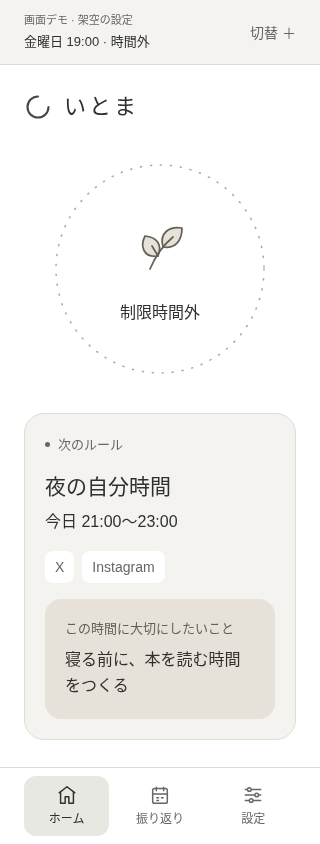 画面デモ · 架空の設定
金曜日 19:00 · 時間外
切替 ＋
いとま
制限時間外
次のルール
夜の自分時間
今日 21:00〜23:00
X
Instagram
この時間に大切にしたいこと
寝る前に、本を読む時間
をつくる
ホーム
振り返り
設定